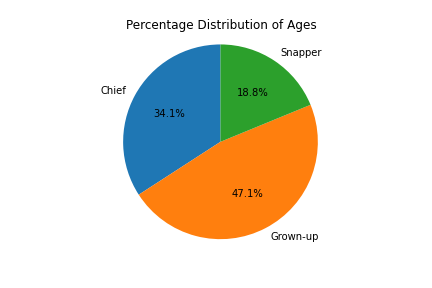 Percentage Distribution of Ages
Snapper
Chief
18.8%
34.1%
47.1%
Grown-up